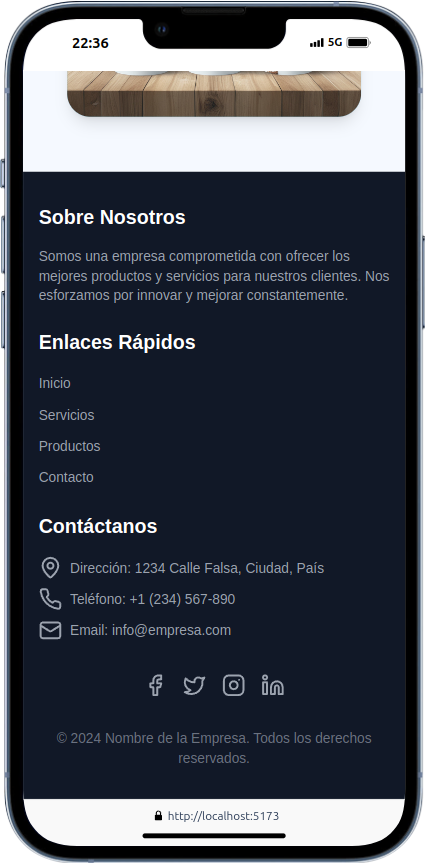 22:36
5G
Sobre Nosotros
Somos una empresa comprometida con ofrecer los
mejores productos y servicios para nuestros clientes. Nos
esforzamos por innovar y mejorar constantemente.
Enlaces Rápidos
Inicio
Servicios
Productos
Contacto
Contáctanos
Dirección: 1234 Calle Falsa, Ciudad, País
Teléfono: +1 (234) 567-890
Email: info@empresa.com
© 2024 Nombre de la Empresa. Todos los derechos
reservados.
http://localhost:5173